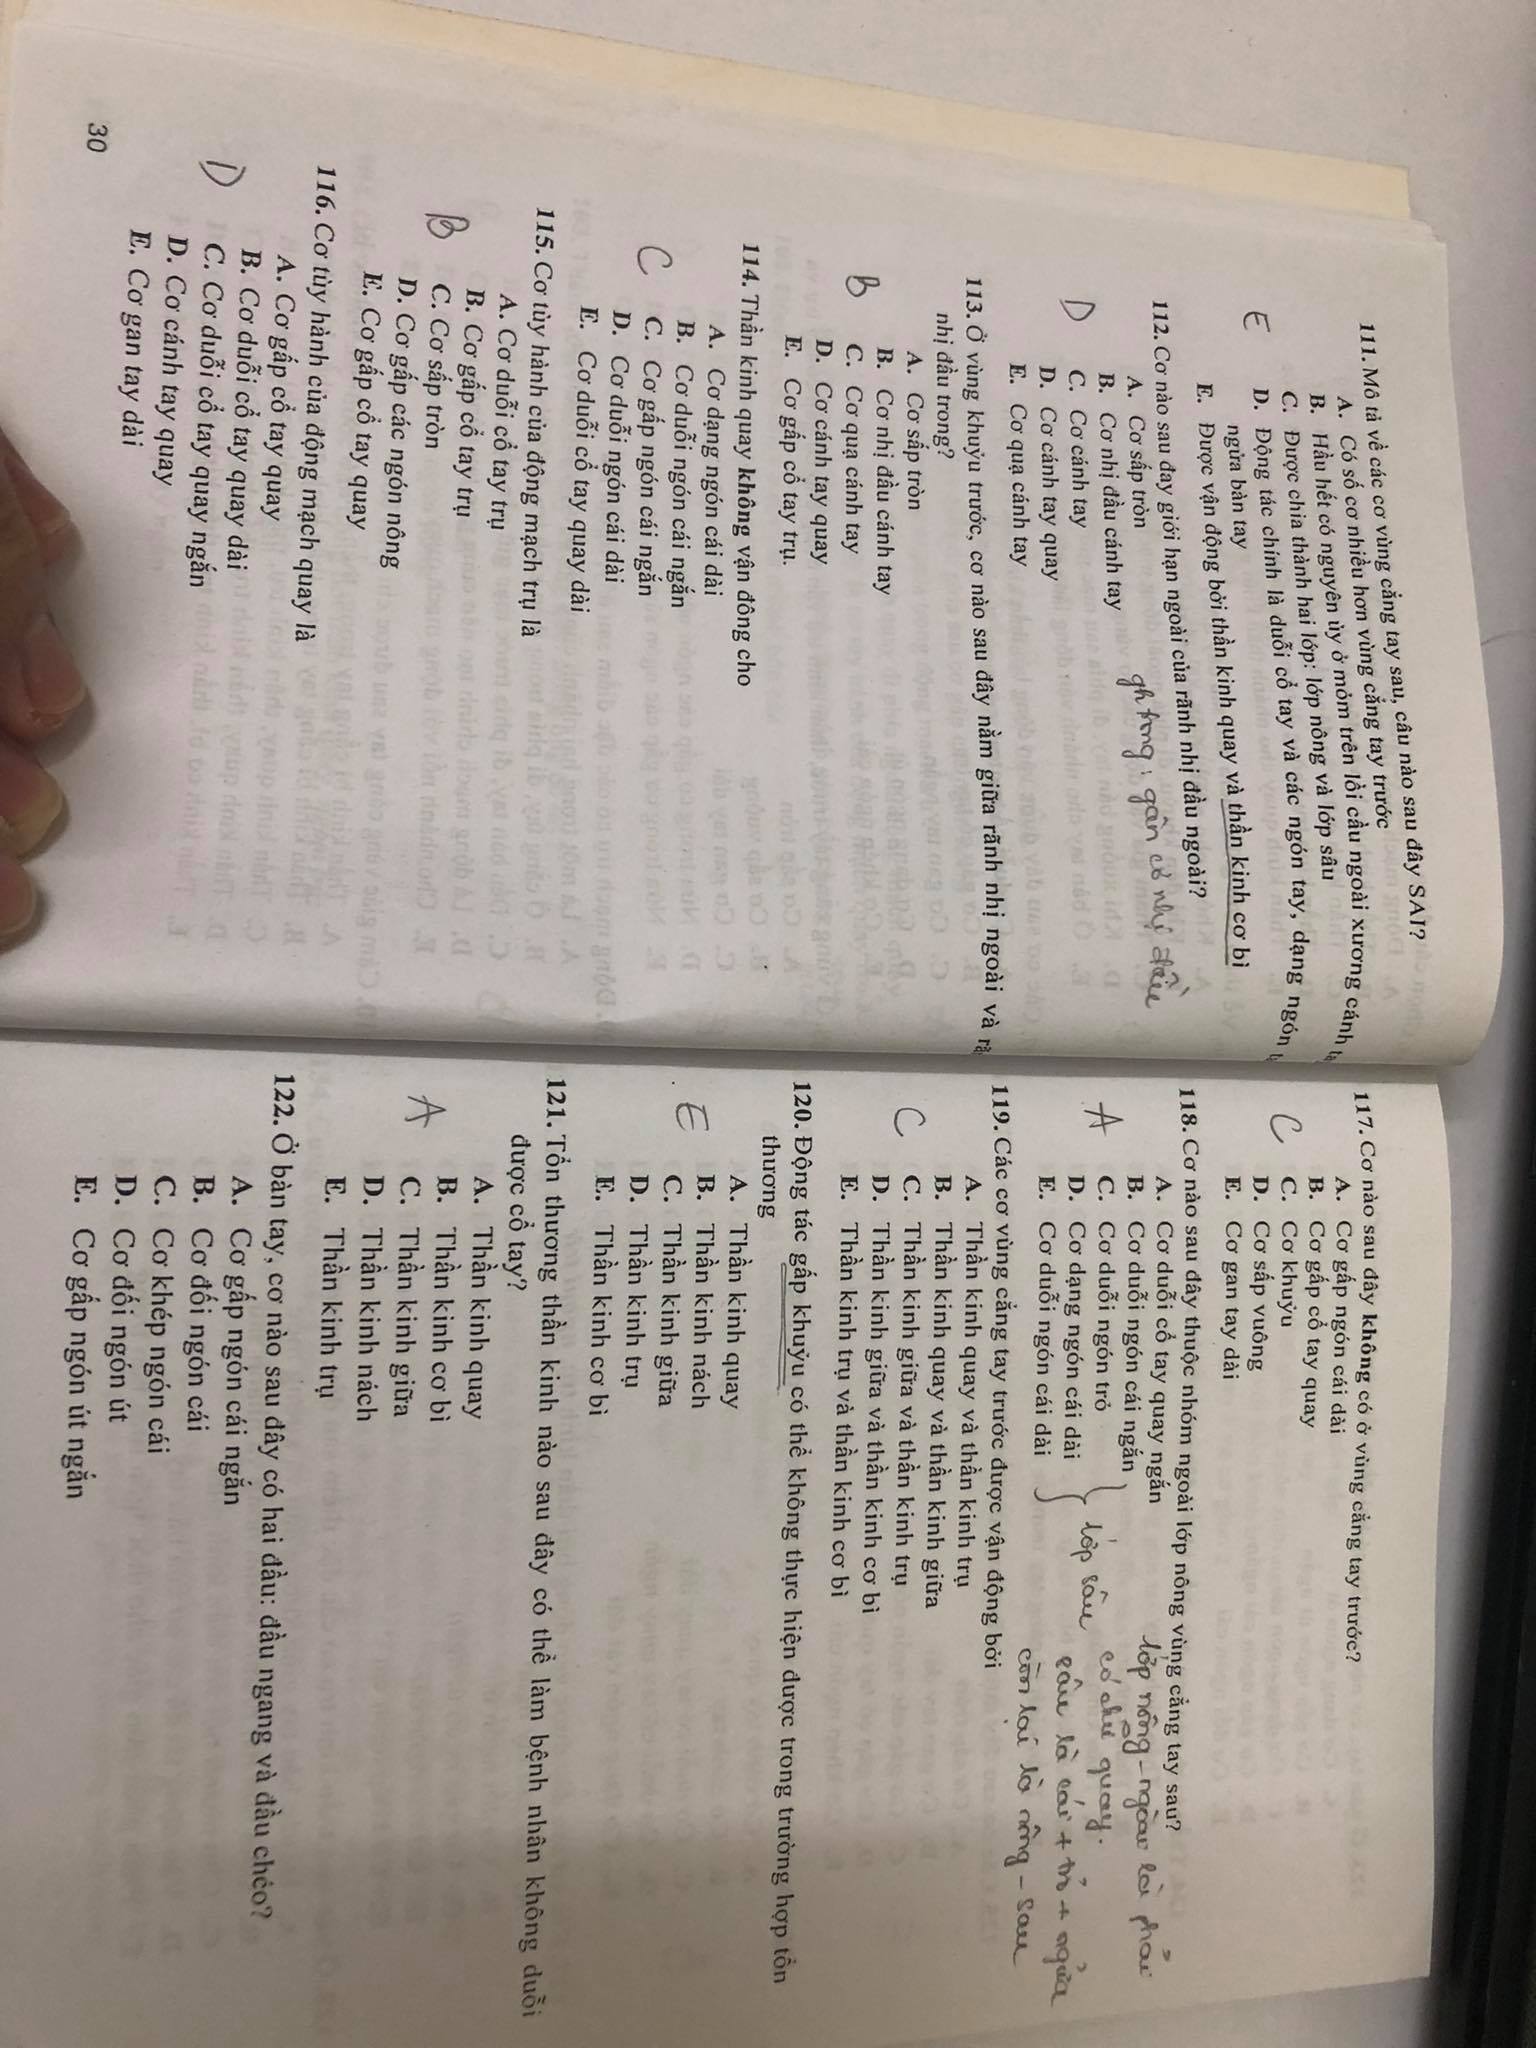 111. Mô tả về các cơ vùng cẳng tay sau, câu nào sau đây SAI?
A. Có số cơ nhiều hơn vùng cẳng tay trước
B. Hầu hết có nguyên ủy ở mỏm trên lồi cầu ngoài xương cánh
C. Được chia thành hai lớp: lớp nông và lớp sâu
D. Động tác chính là duỗi cổ tay và các ngón tay, dạng ngón
ngửa bàn tay
E. Được vận động bởi thần kinh quay và thần kinh cơ bì
E
112. Cơ nào sau đay giới hạn ngoài của rãnh nhị đầu ngoài?
A. Cơ sấp tròn
B. Cơ nhị đầu cánh tay
C. Cơ cánh tay
D. Cơ cánh tay quay
E. Cơ quạ cánh tay
D
gh trong: gân cơ nhị đầu
113. Ở vùng khuỷu trước, cơ nào sau đây nằm giữa rãnh nhị ngoài và
nhị đầu trong?
A. Cơ sấp tròn
B. Cơ nhị đầu cánh tay
C. Cơ quạ cánh tay
D. Cơ cánh tay quay
E. Cơ gấp cổ tay trụ.
B
114. Thần kinh quay không vận đông cho
A. Cơ dạng ngón cái dài
B. Cơ duỗi ngón cái ngắn
C. Cơ gấp ngón cái ngắn
D. Cơ duỗi ngón cái dài
E. Cơ duỗi cổ tay quay dài
C
115. Cơ tùy hành của động mạch trụ là
A. Cơ duỗi cổ tay trụ
B. Cơ gấp cổ tay trụ
C. Cơ sấp tròn
D. Cơ gấp các ngón nông
E. Cơ gấp cổ tay quay
B
116. Cơ tùy hành của động mạch quay là
A. Cơ gấp cổ tay quay
B. Cơ duỗi cổ tay quay dài
C. Cơ duỗi cổ tay quay ngắn
D. Cơ cánh tay quay
E. Cơ gan tay dài
D
30
117. Cơ nào sau đây không có ở vùng cẳng tay trước?
A. Cơ gấp ngón cái dài
B. Cơ gấp cổ tay quay
C. Cơ khuỷu
D. Cơ sấp vuông
E. Cơ gan tay dài
C
118. Cơ nào sau đây thuộc nhóm ngoài lớp nông vùng cẳng tay sau?
A. Cơ duỗi cổ tay quay ngắn
B. Cơ duỗi ngón cái ngắn
C. Cơ duỗi ngón trỏ
D. Cơ dạng ngón cái dài
E. Cơ duỗi ngón cái dài
A
lớp sâu
lớp nông - ngoài là phải
có chữ quay.
sâu là cái + trỏ + ngửa
còn lại là nông - sau
119. Các cơ vùng cẳng tay trước được vận động bởi
A. Thần kinh quay và thần kinh trụ
B. Thần kinh quay và thần kinh giữa
C. Thần kinh giữa và thần kinh trụ
D. Thần kinh giữa và thần kinh cơ bì
E. Thần kinh trụ và thần kinh cơ bì
C
120. Động tác gấp khuỷu có thể không thực hiện được trong trường hợp tổn
thương
A. Thần kinh quay
B. Thần kinh nách
C. Thần kinh giữa
D. Thần kinh trụ
E. Thần kinh cơ bì
E
121. Tổn thương thần kinh nào sau đây có thể làm bệnh nhân không duỗi
được cổ tay?
A. Thần kinh quay
B. Thần kinh cơ bì
C. Thần kinh giữa
D. Thần kinh nách
E. Thần kinh trụ
A
122. Ở bàn tay, cơ nào sau đây có hai đầu: đầu ngang và đầu chéo?
A. Cơ gấp ngón cái ngắn
B. Cơ đối ngón cái
C. Cơ khép ngón cái
D. Cơ đối ngón út
E. Cơ gấp ngón út ngắn